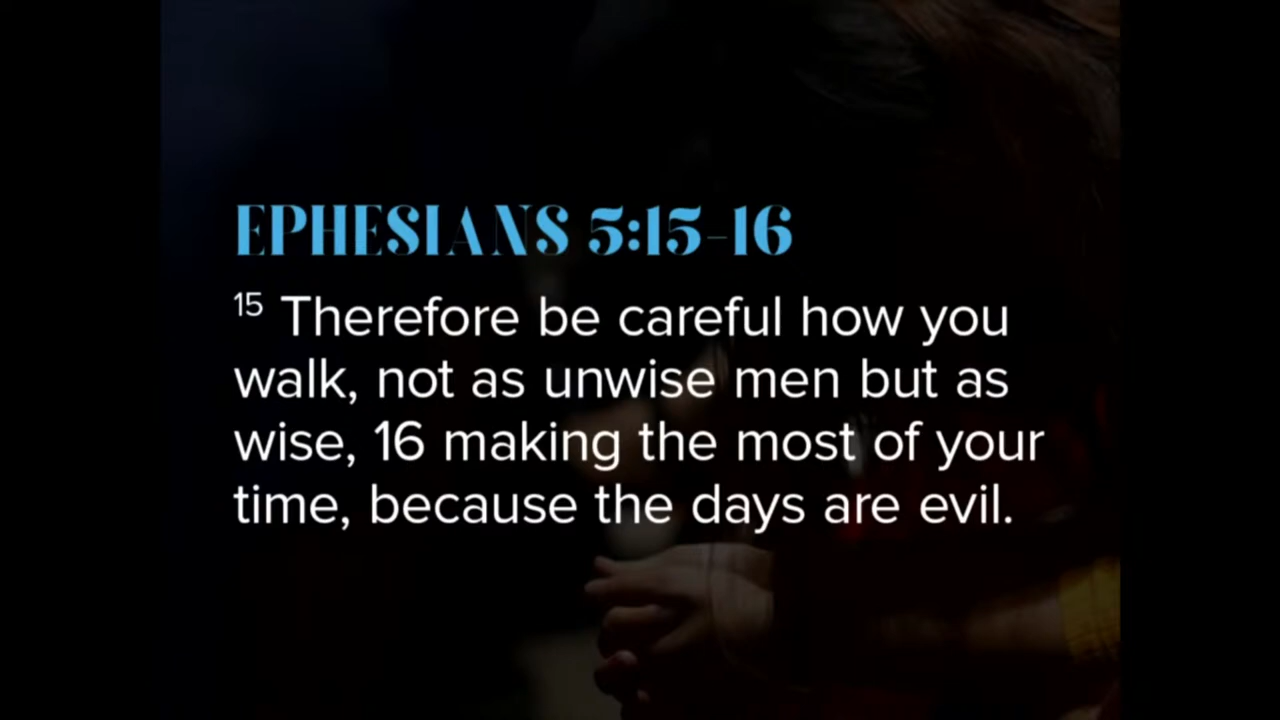 EPHESIANS 5:15-16
15 Therefore be careful how you
walk, not as unwise men but as
wise, 16 making the most of your
time, because the days are evil.